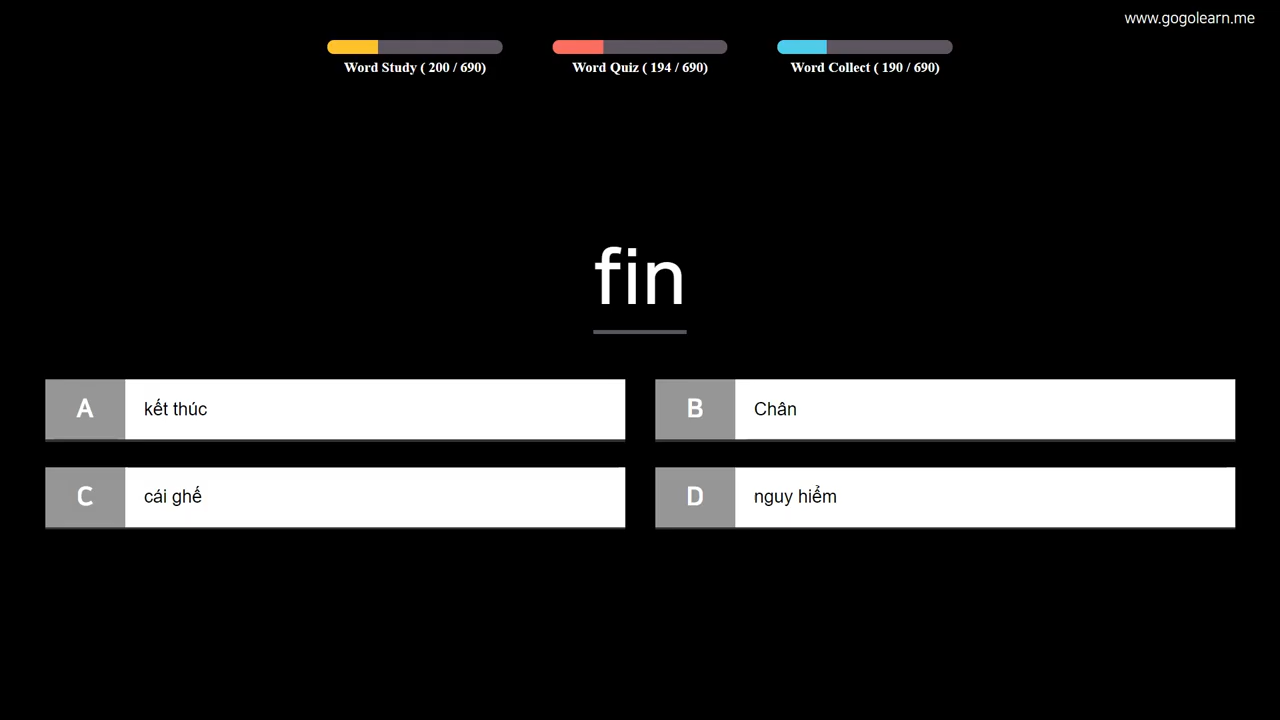 www.gogolearn.me
Word Study ( 200 / 690)
Word Quiz ( 194 / 690)
Word Collect ( 190 / 690)
fin
A kết thúc
B Chân
C cái ghế
D nguy hiểm